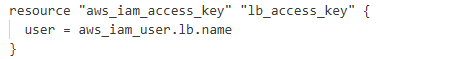 resource "aws_iam_access_key" "lb_access_key" {
  user = aws_iam_user.lb.name
}